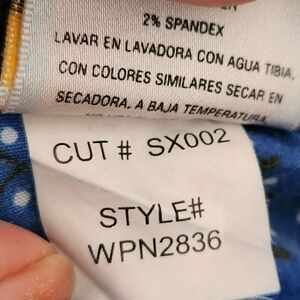 2% SPANDEX
LAVAR EN LAVADORA CON AGUA TIBIA,
CON COLORES SIMILARES SECAR EN
SECADORA, A BAJA TEMPERATURA
CUT # SX002
STYLE#
WPN2836